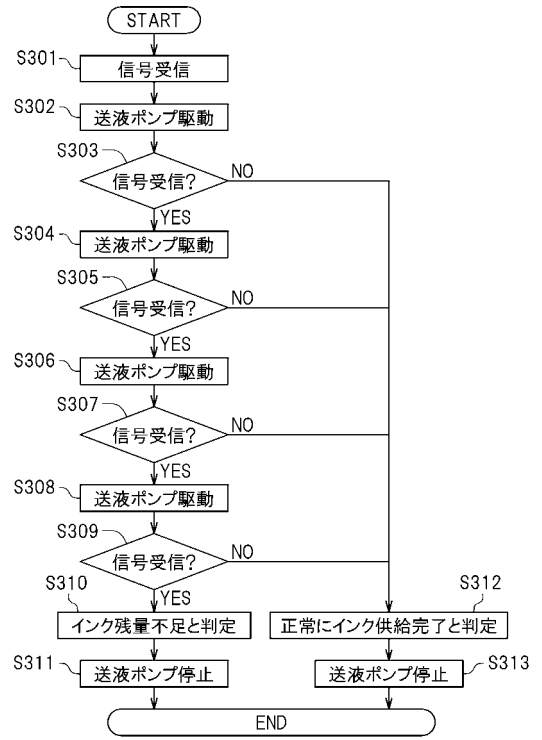 START
S301
信号受信
S302
送液ポンプ駆動
S303
信号受信?
NO
YES
S304
送液ポンプ駆動
S305
信号受信?
NO
YES
S306
送液ポンプ駆動
S307
信号受信?
NO
YES
S308
送液ポンプ駆動
S309
信号受信?
NO
YES
S310
インク残量不足と判定
S312
正常にインク供給完了と判定
S311
送液ポンプ停止
送液ポンプ停止
S313
END